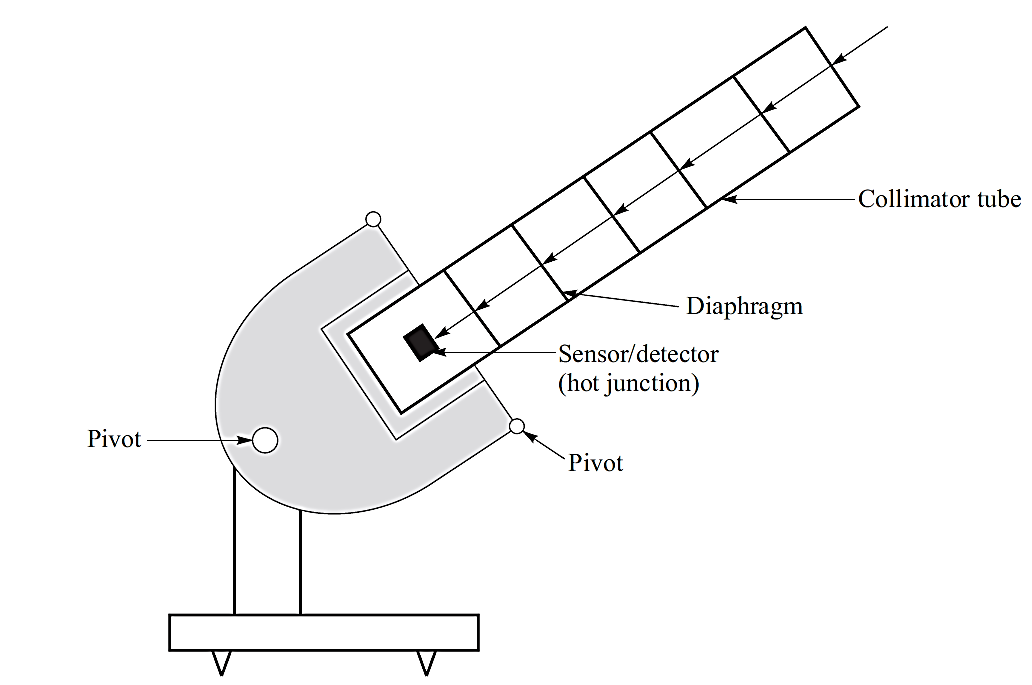 Collimator tube
Diaphragm
Sensor/detector
(hot junction)
Pivot
Pivot